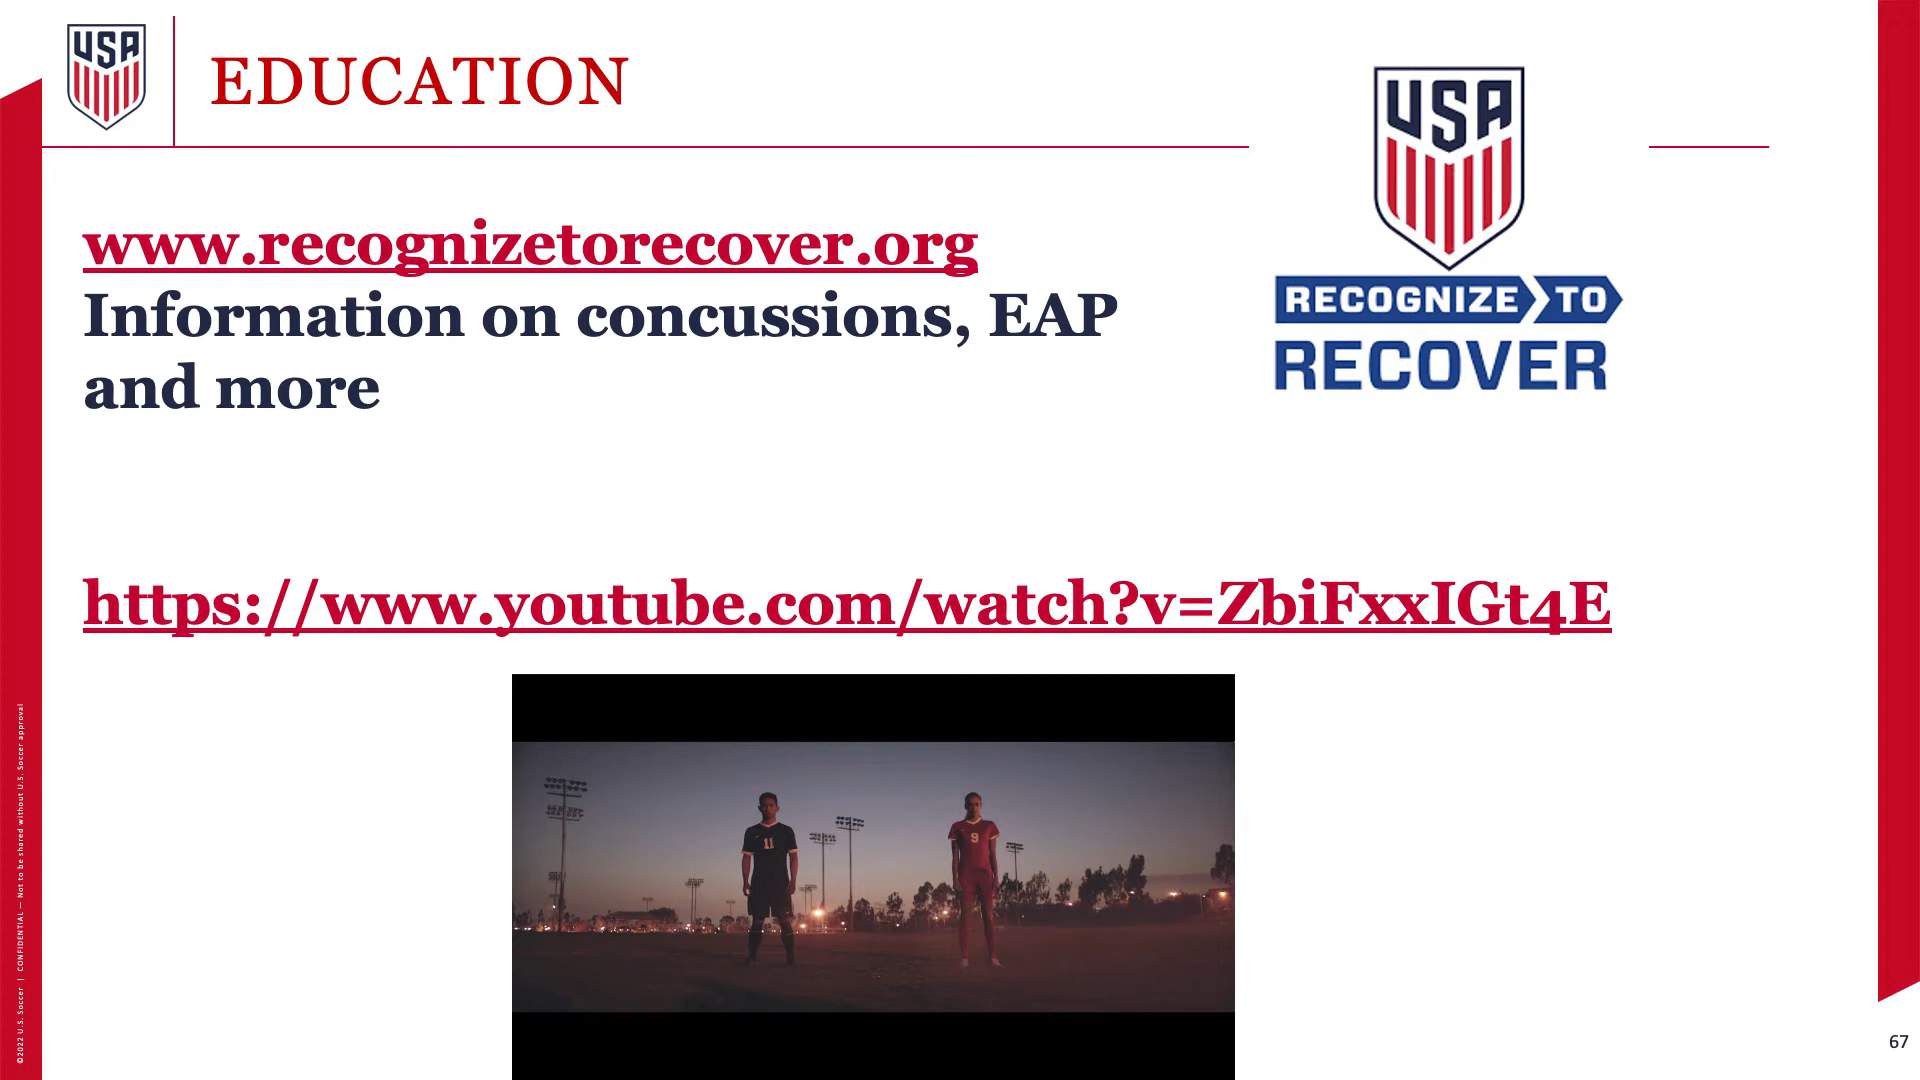 USA
EDUCATION
USA
RECOGNIZE TO
RECOVER
www.recognizetorecover.org
Information on concussions, EAP
and more
https://www.youtube.com/watch?v=ZbiFxxIGt4E
11
9
©2022 U.S. Soccer | CONFIDENTIAL — Not to be shared without U.S. Soccer approval
67